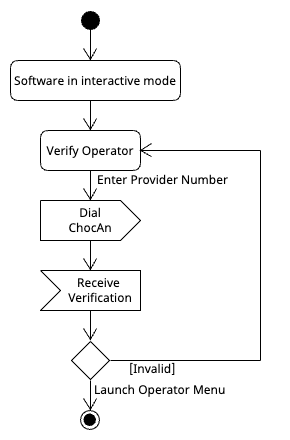 Software in interactive mode
Verify Operator
Enter Provider Number
Dial
ChocAn
Receive
Verification
[Invalid]
Launch Operator Menu